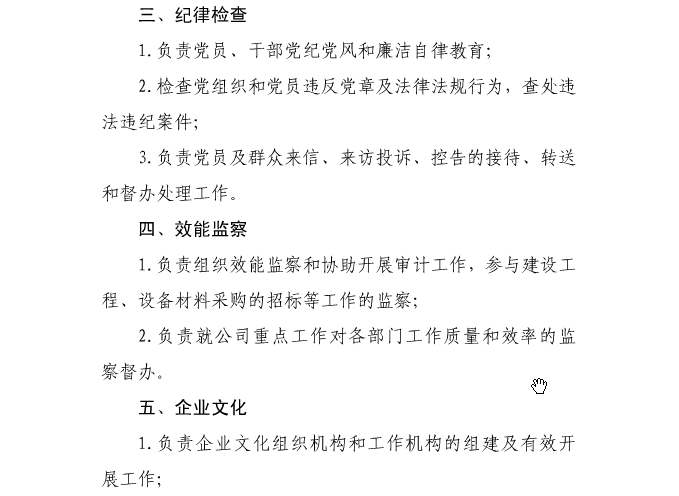 三、纪律检查
1. 负责党员、干部党纪党风和廉洁自律教育；
2. 检查党组织和党员违反党章及法律法规行为，查处违
法违纪案件；
3. 负责党员及群众来信、来访投诉、控告的接待、转送
和督办处理工作。
四、效能监察
1. 负责组织效能监察和协助开展审计工作，参与建设工
程、设备材料采购的招标等工作的监察；
2. 负责就公司重点工作对各部门工作质量和效率的监
察督办。
五、企业文化
1. 负责企业文化组织机构和工作机构的组建及有效开
展工作；